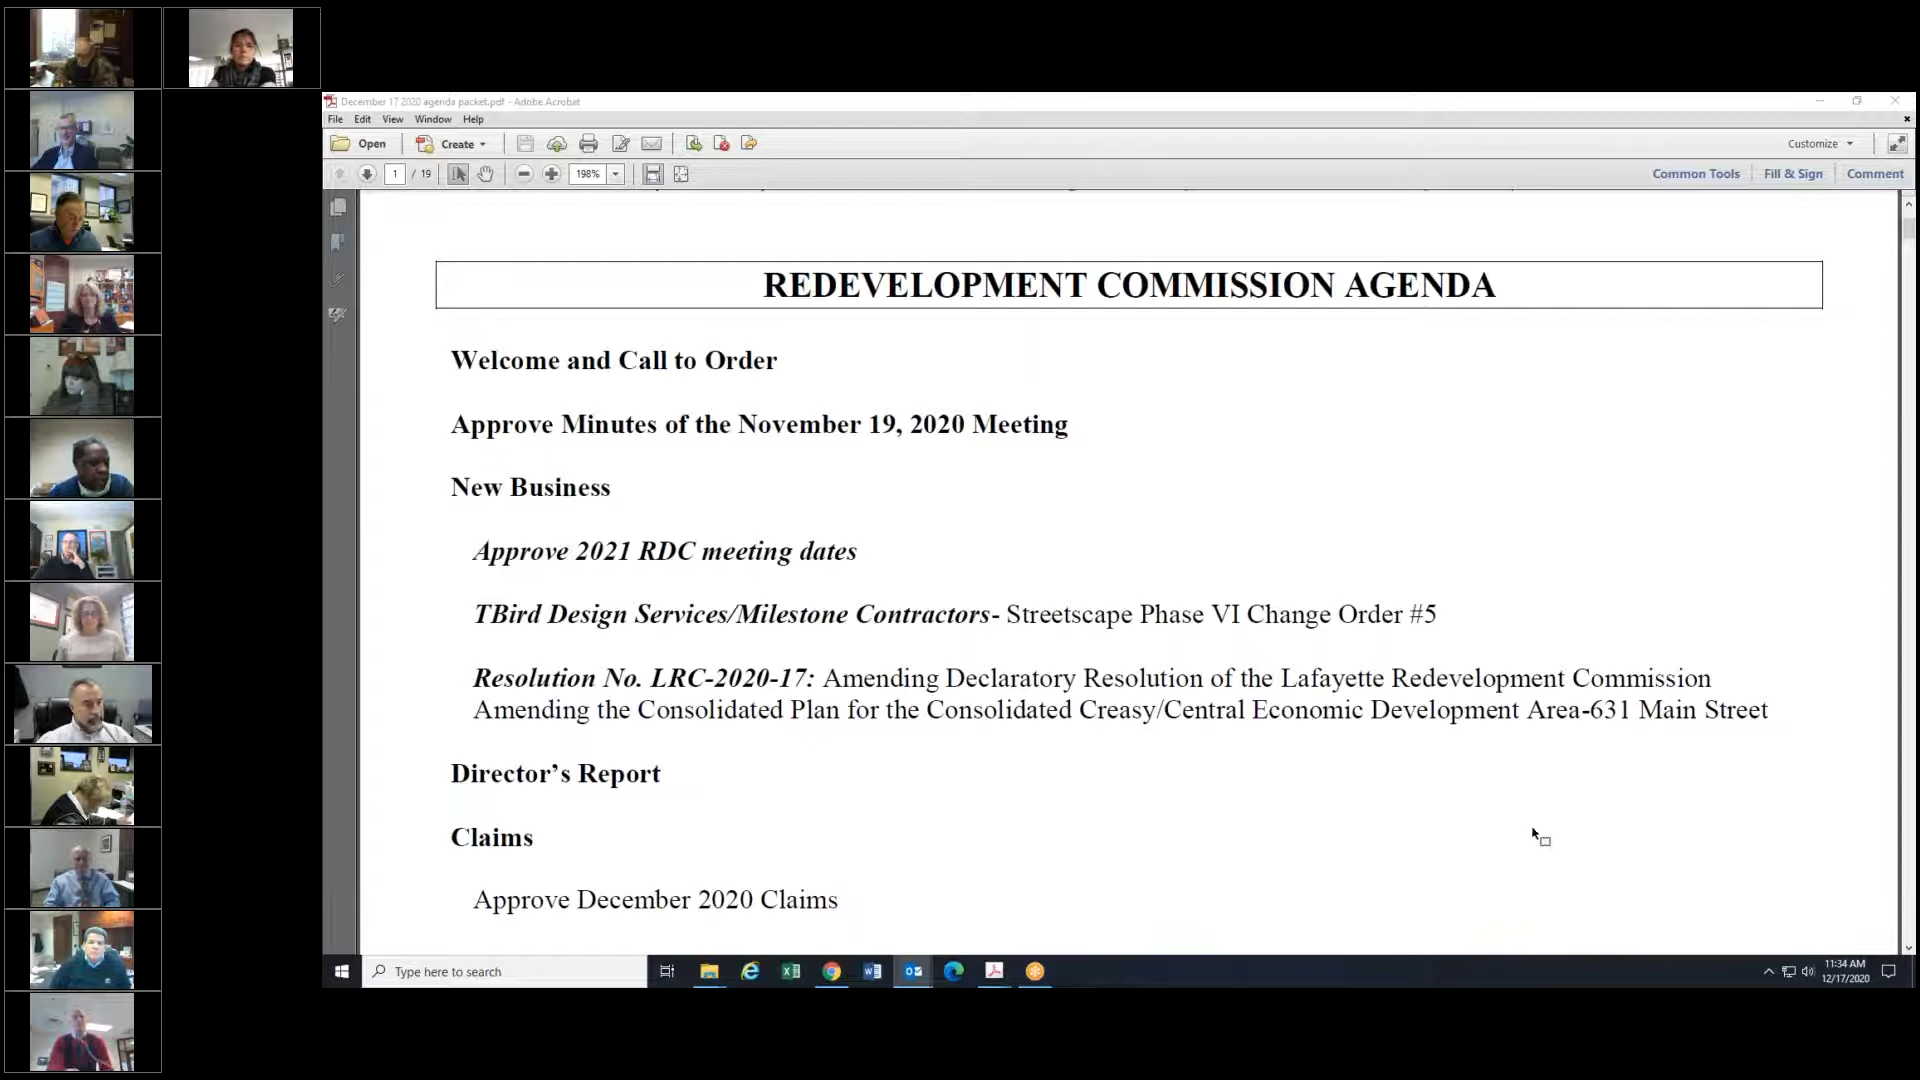 December 17 2020 agenda packet.pdf - Adobe Acrobat
File Edit View Window Help
Open Create Customize
1 / 19 198% Common Tools Fill & Sign Comment
REDEVELOPMENT COMMISSION AGENDA
Welcome and Call to Order
Approve Minutes of the November 19, 2020 Meeting
New Business
Approve 2021 RDC meeting dates
TBird Design Services/Milestone Contractors- Streetscape Phase VI Change Order #5
Resolution No. LRC-2020-17: Amending Declaratory Resolution of the Lafayette Redevelopment Commission
Amending the Consolidated Plan for the Consolidated Creasy/Central Economic Development Area-631 Main Street
Director’s Report
Claims
Approve December 2020 Claims
Type here to search
11:34 AM
12/17/2020